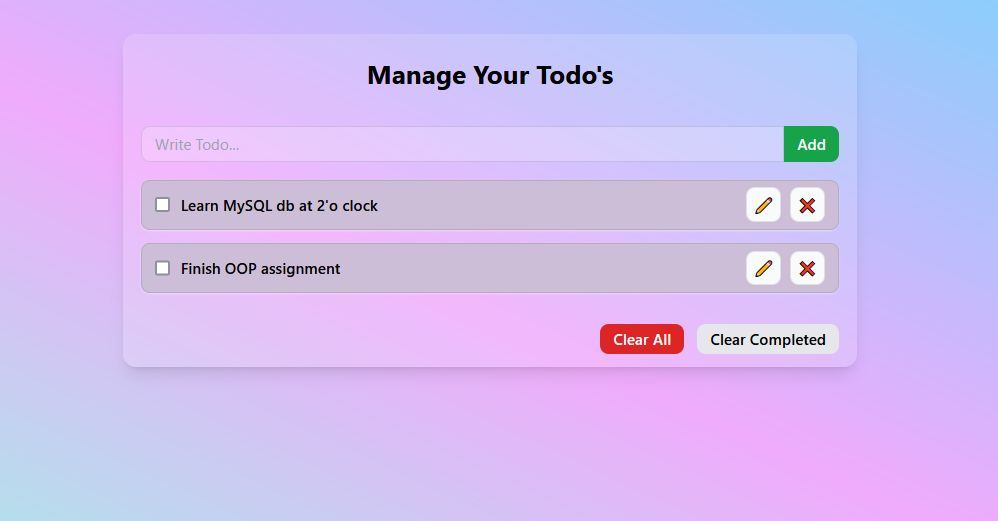 Manage Your Todo's
Write Todo...
Add
Learn MySQL db at 2'o clock
Finish OOP assignment
Clear All
Clear Completed